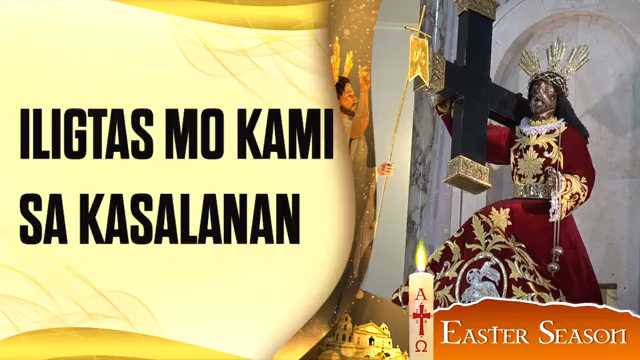 ILIGTAS MO KAMI
SA KASALANAN
A
Ω
EASTER SEASON